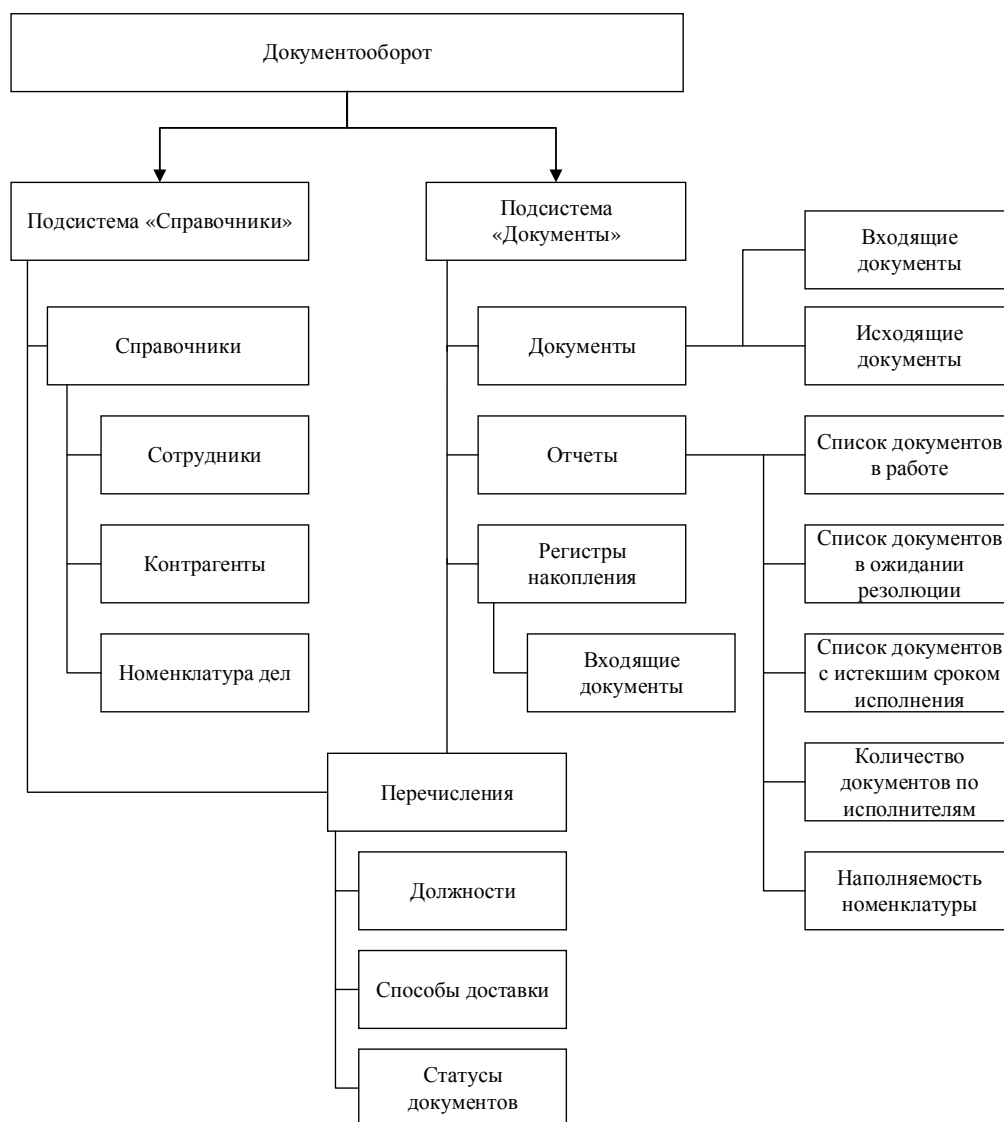 Документооборот
Подсистема «Справочники»
Подсистема
«Документы»
Входящие
документы
Справочники
Документы
Исходящие
документы
Сотрудники
Отчеты
Список документов
в работе
Контрагенты
Регистры
накопления
Список документов
в ожидании
резолюции
Номенклатура дел
Входящие
документы
Список документов
с истекшим сроком
исполнения
Перечисления
Количество
документов по
исполнителям
Должности
Наполняемость
номенклатуры
Способы доставки
Статусы
документов